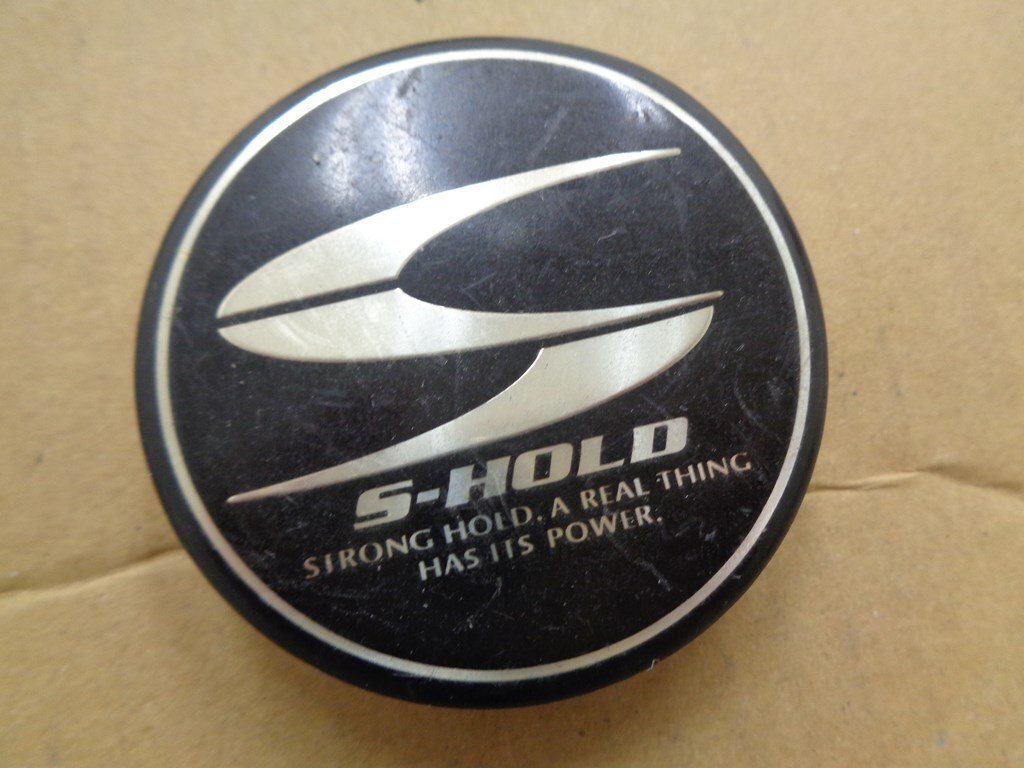 S-HOLD
STRONG HOLD. A REAL THING
HAS ITS POWER.